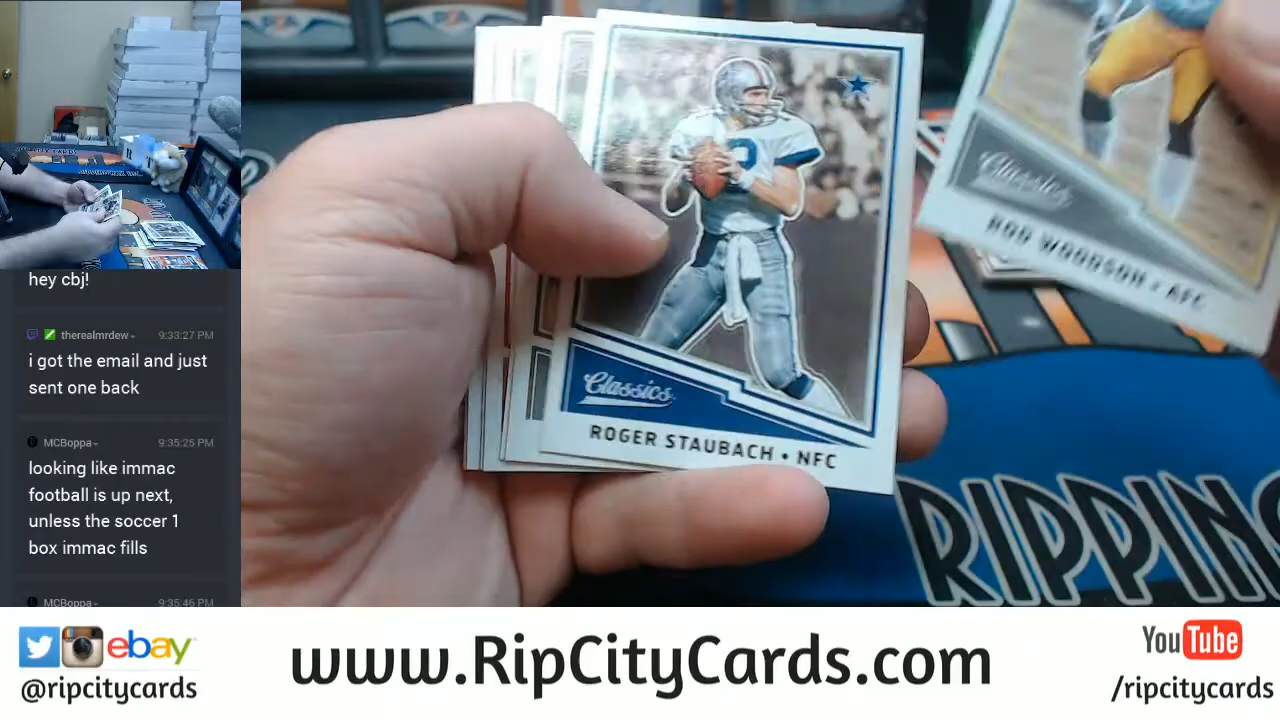 hey cbj!
therealmrdew 9:33:27 PM
i got the email and just
sent one back
MCBoppa 9:35:25 PM
looking like immac
football is up next,
unless the soccer 1
box immac fills
MCBoppa 9:35:46 PM
Classics
ROGER STAUBACH • NFC
Classics
ROD WOODSON • AFC
RIPPING
ebay
@ripcitycards
www.RipCityCards.com
YouTube
/ripcitycards